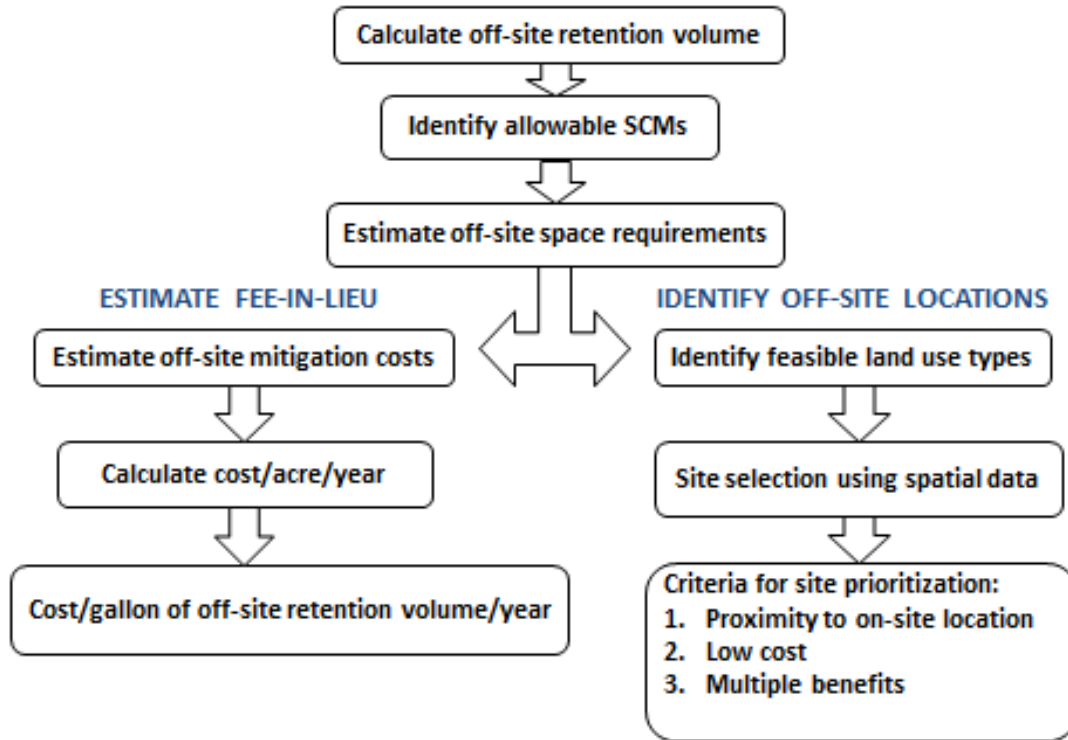 Calculate off-site retention volume
Identify allowable SCMs
Estimate off-site space requirements
ESTIMATE FEE-IN-LIEU
Estimate off-site mitigation costs
Calculate cost/acre/year
Cost/gallon of off-site retention volume/year
IDENTIFY OFF-SITE LOCATIONS
Identify feasible land use types
Site selection using spatial data
Criteria for site prioritization:
1. Proximity to on-site location
2. Low cost
3. Multiple benefits